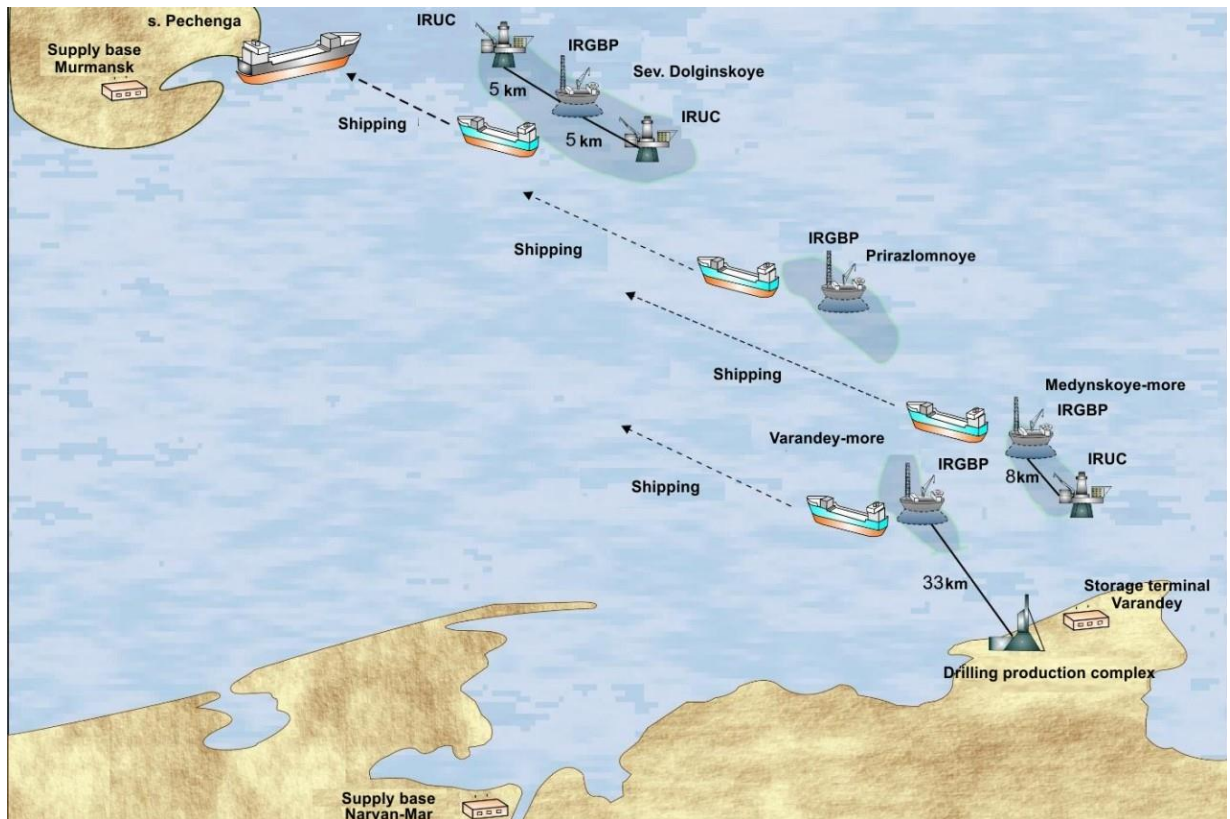 s. Pechenga
Supply base
Murmansk
IRUC
IRGBP
Sev. Dolginskoye
5 km
IRUC
5 km
Shipping
Shipping
IRGBP
Prirazlomnoye
Shipping
Medynskoye-more
IRGBP
Varandey-more
IRGBP
IRUC
8km
Shipping
33km
Storage terminal
Varandey
Drilling production complex
Supply base
Naryan-Mar